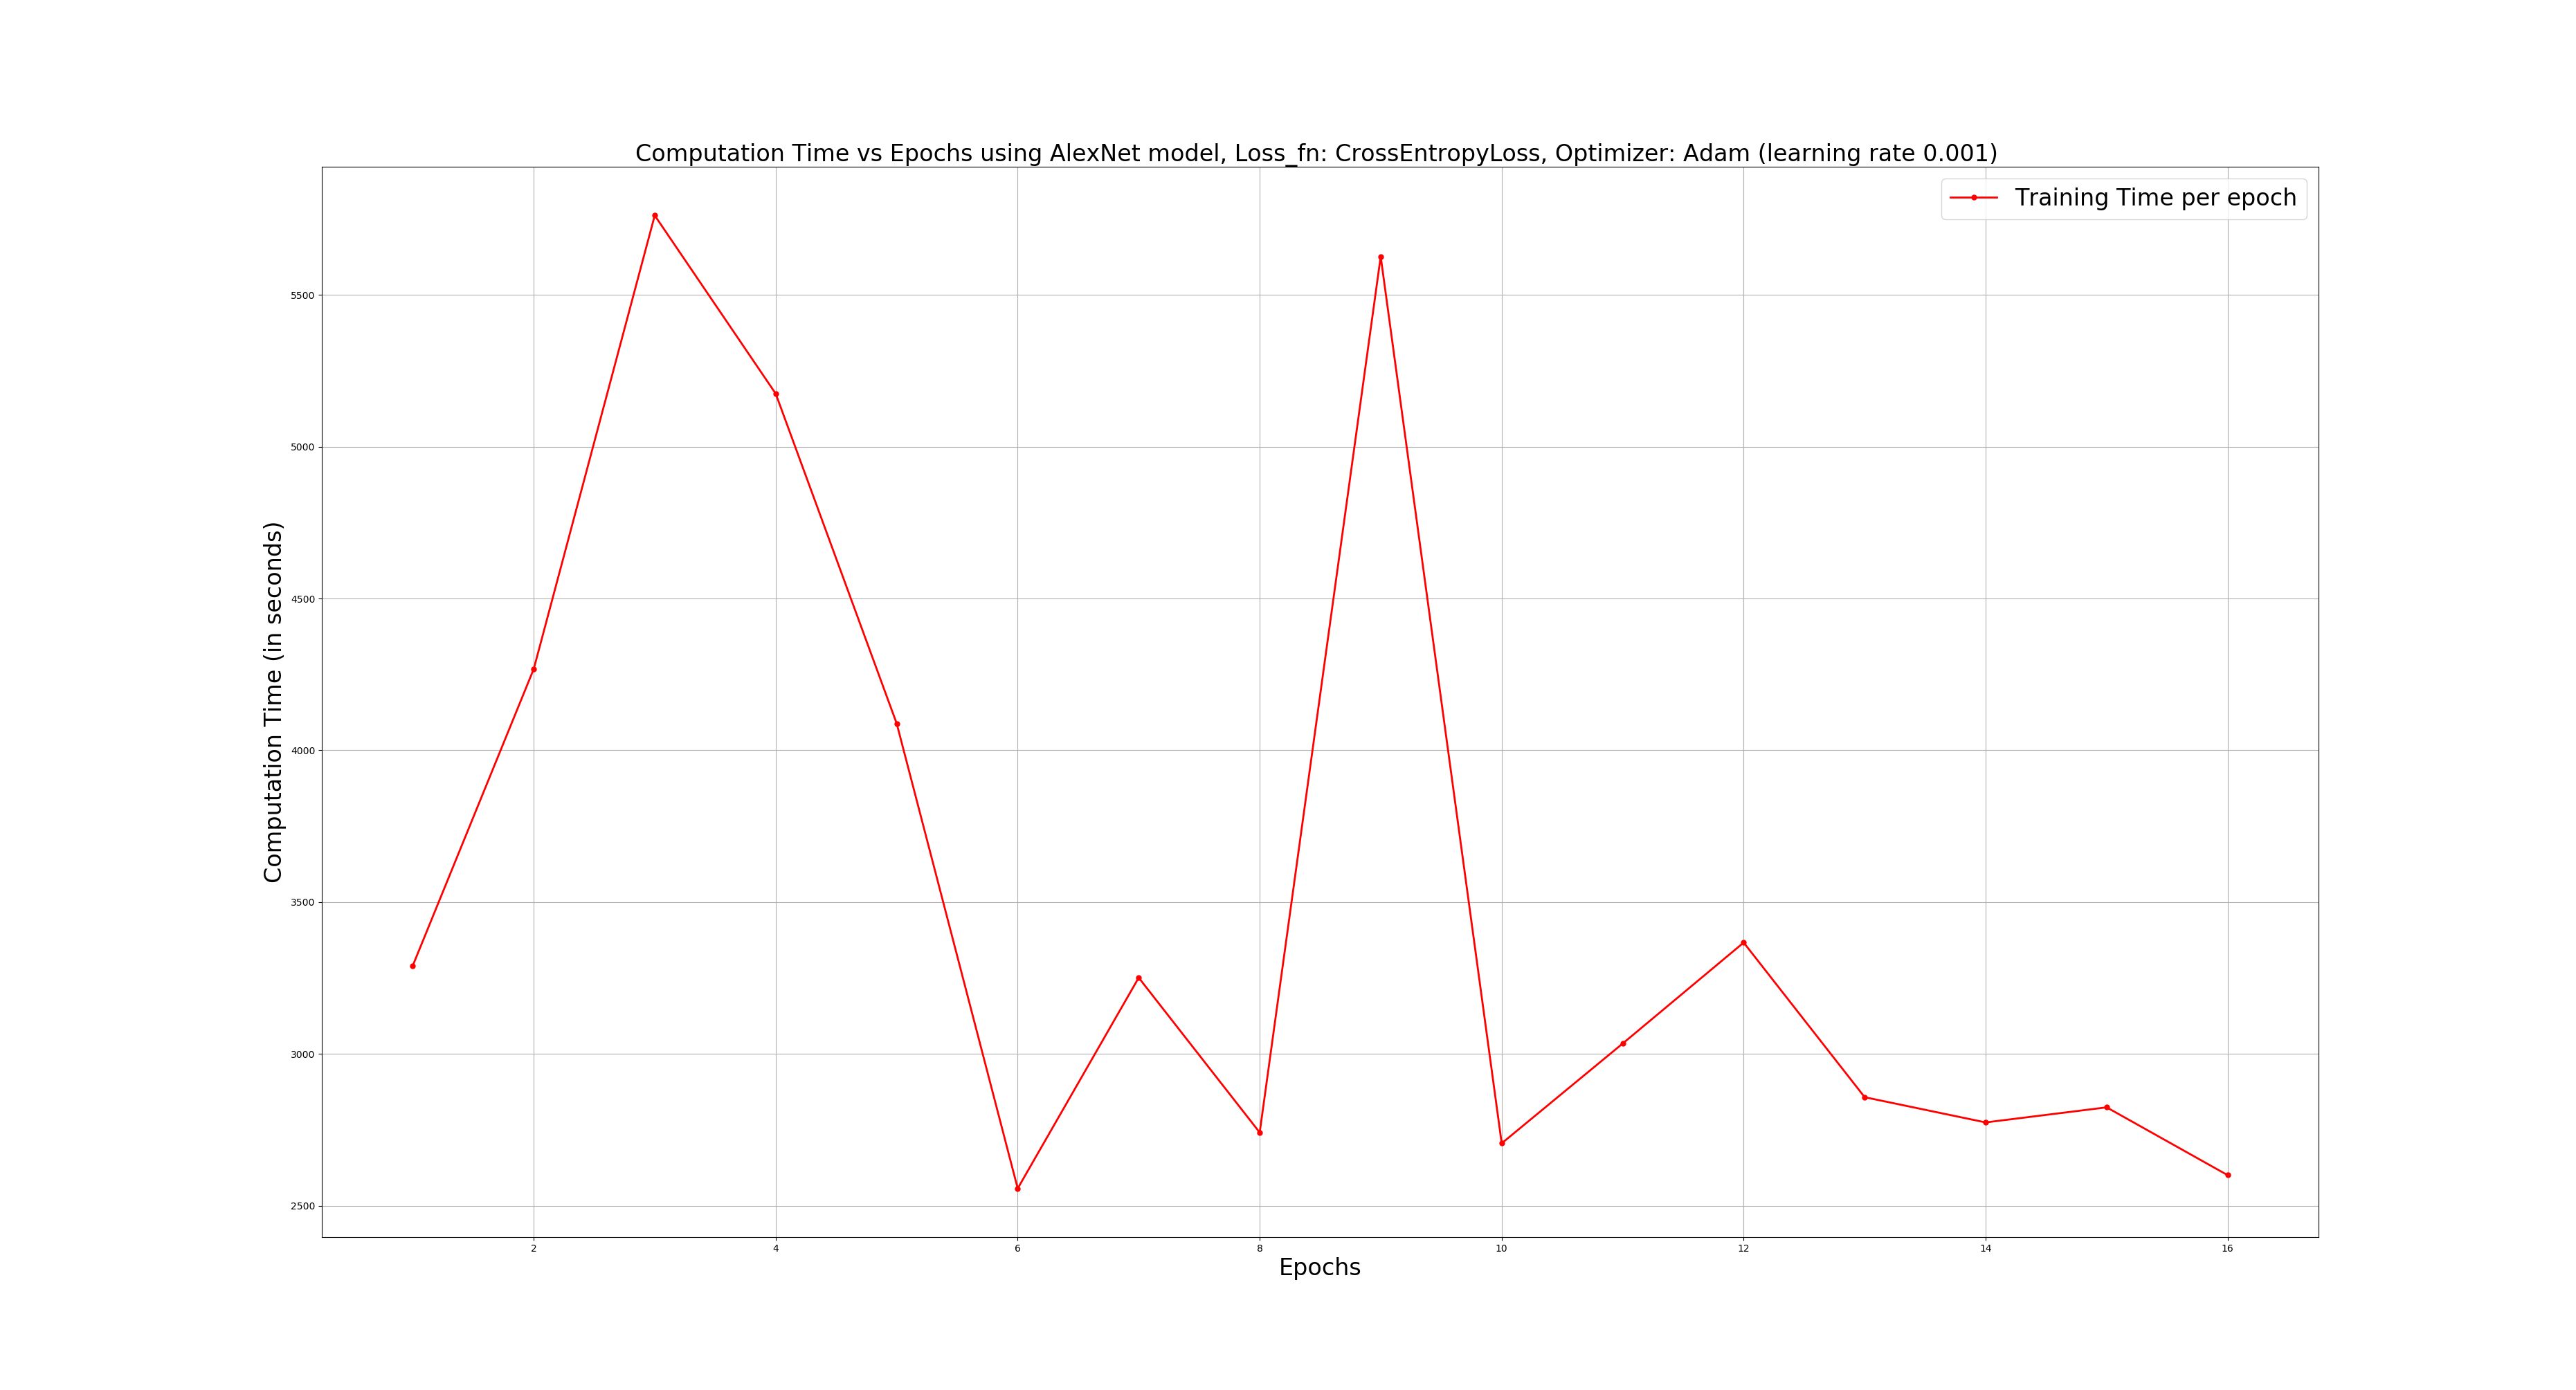 Computation Time vs Epochs using AlexNet model, Loss_fn: CrossEntropyLoss, Optimizer: Adam (learning rate 0.001)
Training Time per epoch
Computation Time (in seconds)
5500
5000
4500
4000
3500
3000
2500
2 4 6 8 10 12 14 16
Epochs